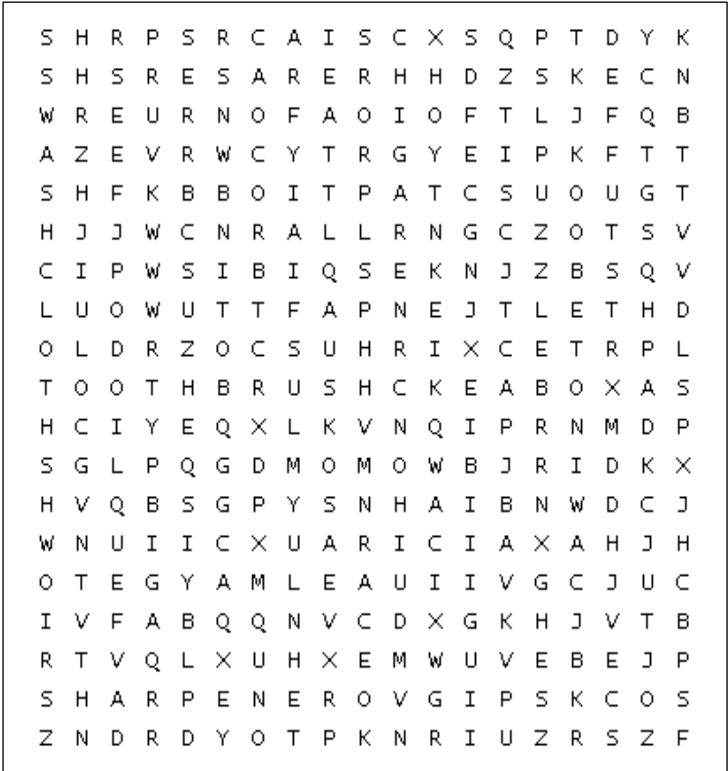 S H R P S R C A I S C X S Q P T D Y K
S H S R E S A R E R H H D Z S K E C N
W R E U R N O F A O I O F T L J F Q B
A Z E V R W C Y T R G Y E I P K F T T
S H F K B B O I T P A T C S U O U G T
H J J W C N R A L L R N G C Z O T S V
C I P W S I B I Q S E K N J Z B S Q V
L U O W U T T F A P N E J T L E T H D
O L D R Z O C S U H R I X C E T R P L
T O O T H B R U S H C K E A B O X A S
H C I Y E Q X L K V N Q I P R N M D P
S G L P Q G D M O M O W B J R I D K X
H V Q B S G P Y S N H A I B N W D C J
W N U I I C X U A R I C I A X A H J H
O T E G Y A M L E A U I I V G C J U C
I V F A B Q Q N V C D X G K H J V T B
R T V Q L X U H X E M W U V E B E J P
S H A R P E N E R O V G I P S K C O S
Z N D R D Y O T P K N R I U Z R S Z F